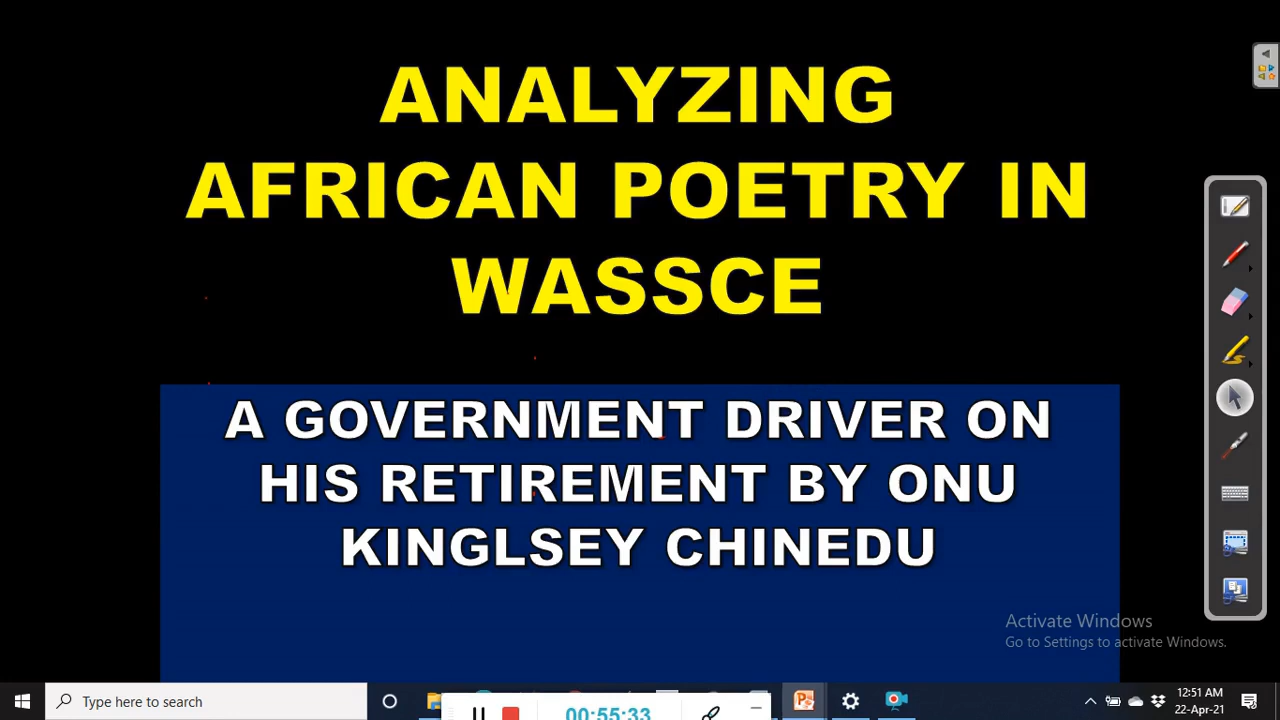 ANALYZING
AFRICAN POETRY IN
WASSCE
A GOVERNMENT DRIVER ON
HIS RETIREMENT BY ONU
KINGLSEY CHINEDU
Activate Windows
Go to Settings to activate Windows.
Type here to search
00:55:33
12:51 AM
22-Apr-21